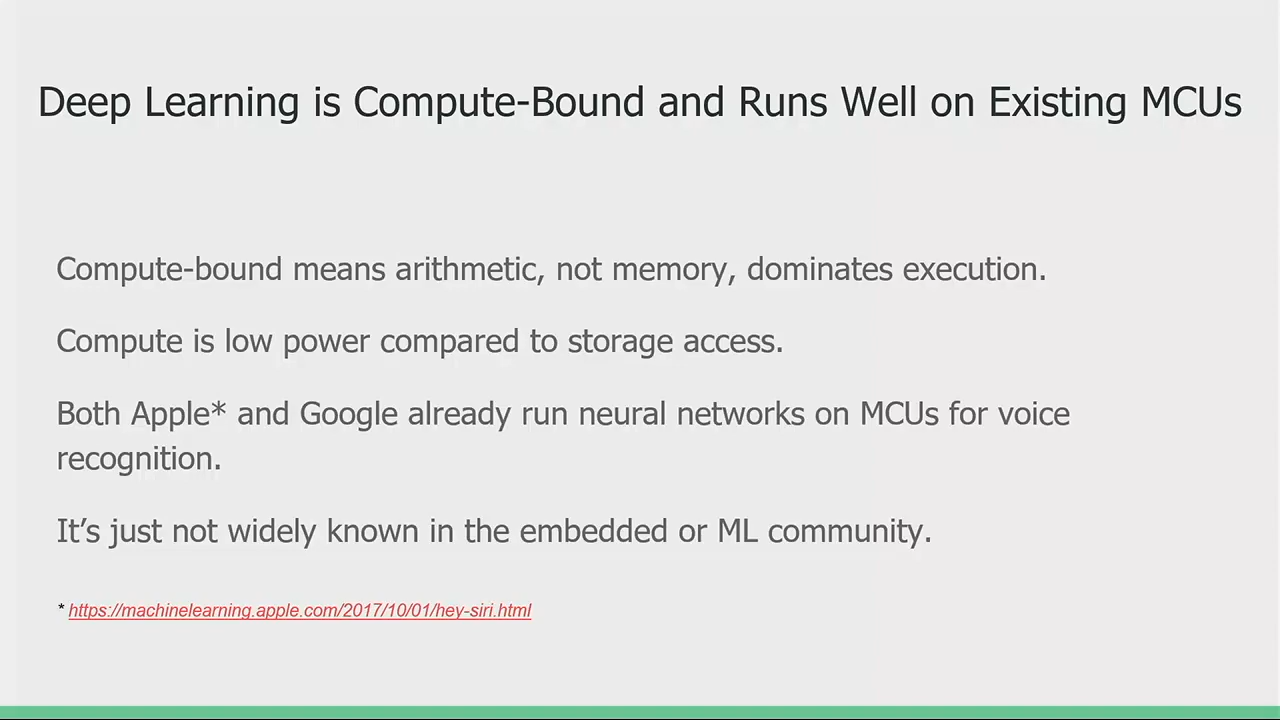 Deep Learning is Compute-Bound and Runs Well on Existing MCUs
Compute-bound means arithmetic, not memory, dominates execution.
Compute is low power compared to storage access.
Both Apple* and Google already run neural networks on MCUs for voice
recognition.
It’s just not widely known in the embedded or ML community.
* https://machinelearning.apple.com/2017/10/01/hey-siri.html